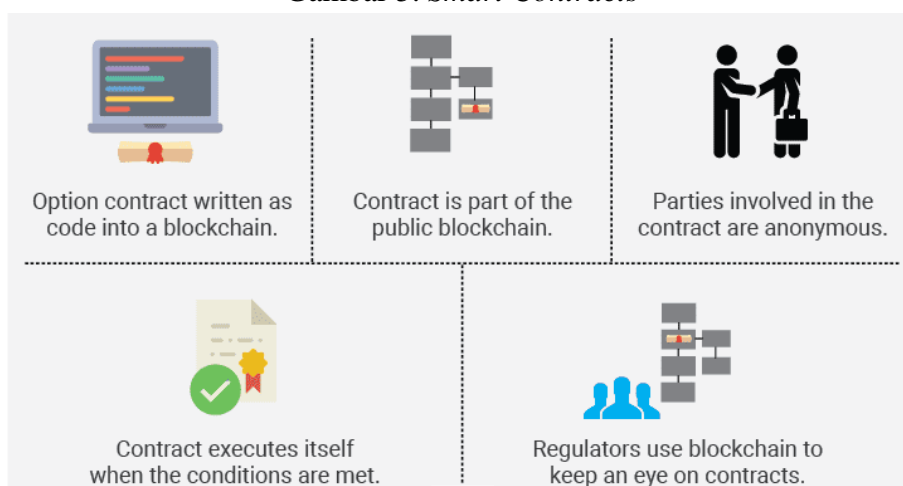 Option contract written as
code into a blockchain.
Contract is part of the
public blockchain.
Parties involved in the
contract are anonymous.
Contract executes itself
when the conditions are met.
Regulators use blockchain to
keep an eye on contracts.